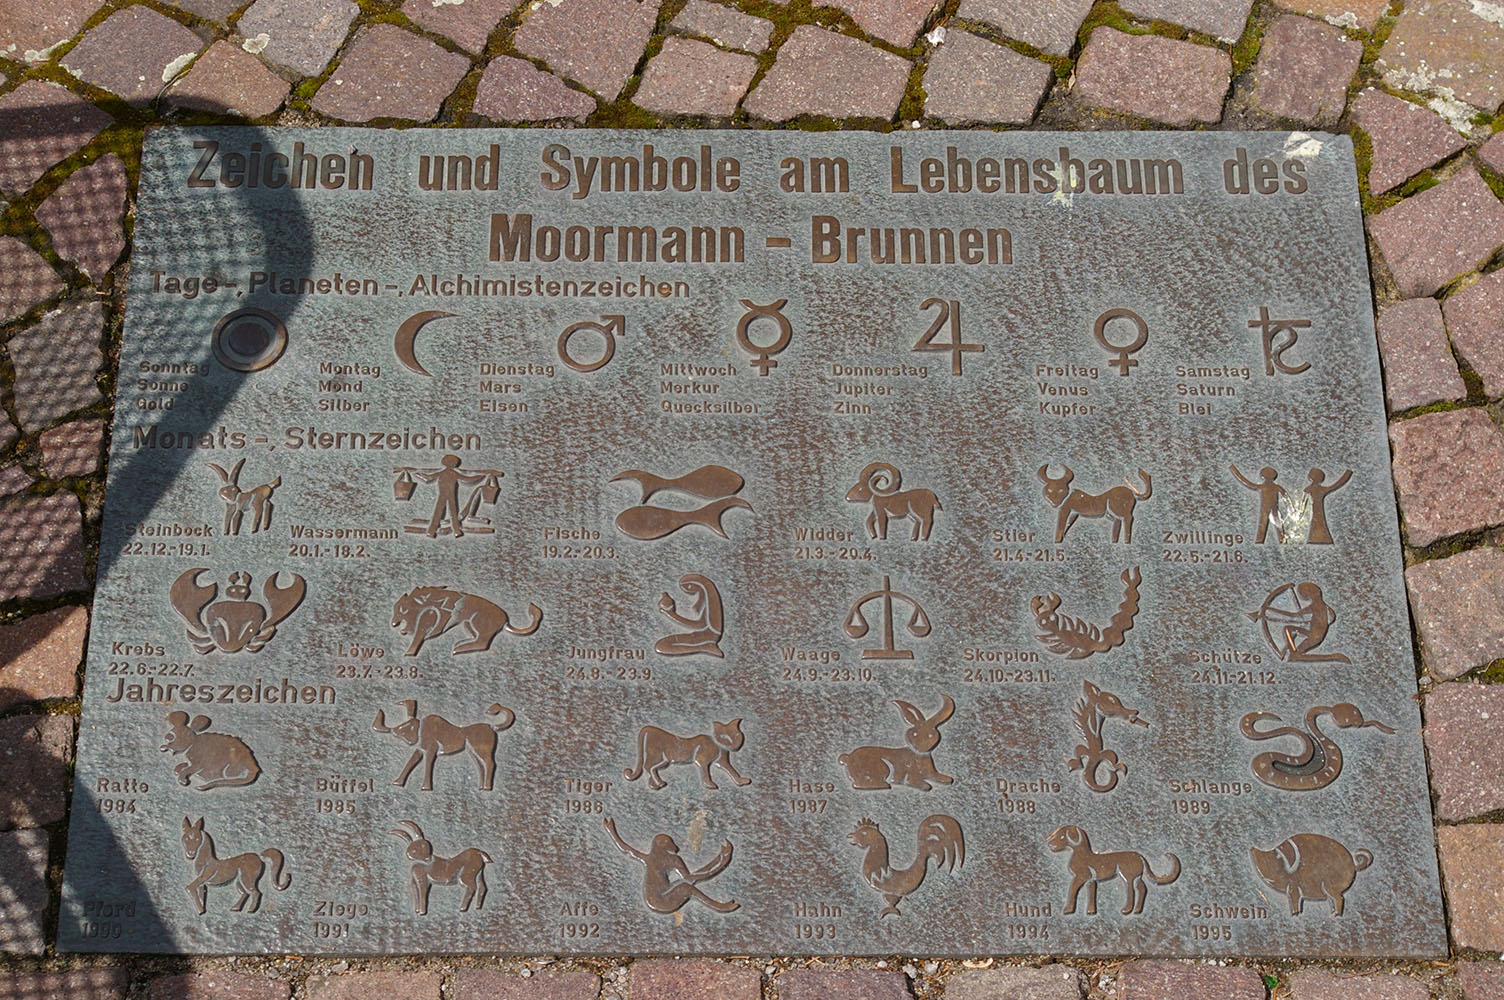 Zeichen und Symbole am Lebensbaum des
Moormann - Brunnen
Tage-, Planeten-, Alchimistenzeichen
Sonntag Montag Dienstag Mittwoch Donnerstag Freitag Samstag
Sonne Mond Mars Merkur Jupiter Venus Saturn
Gold Silber Eisen Quecksilber Zinn Kupfer Blei
Monats-, Sternzeichen
Steinbock Wassermann Fische Widder Stier Zwillinge
22.12.-19.1. 20.1.-18.2. 19.2.-20.3. 21.3.-20.4. 21.4.-21.5. 22.5.-21.6.
Krebs Löwe Jungfrau Waage Skorpion Schütze
22.6.-22.7. 23.7.-23.8. 24.8.-23.9. 24.9.-23.10. 24.10.-23.11. 24.11.-21.12.
Jahreszeichen
Ratte Büffel Tiger Hase Drache Schlange
1984 1985 1986 1987 1988 1989
Pferd Ziege Affe Hahn Hund Schwein
1990 1991 1992 1993 1994 1995